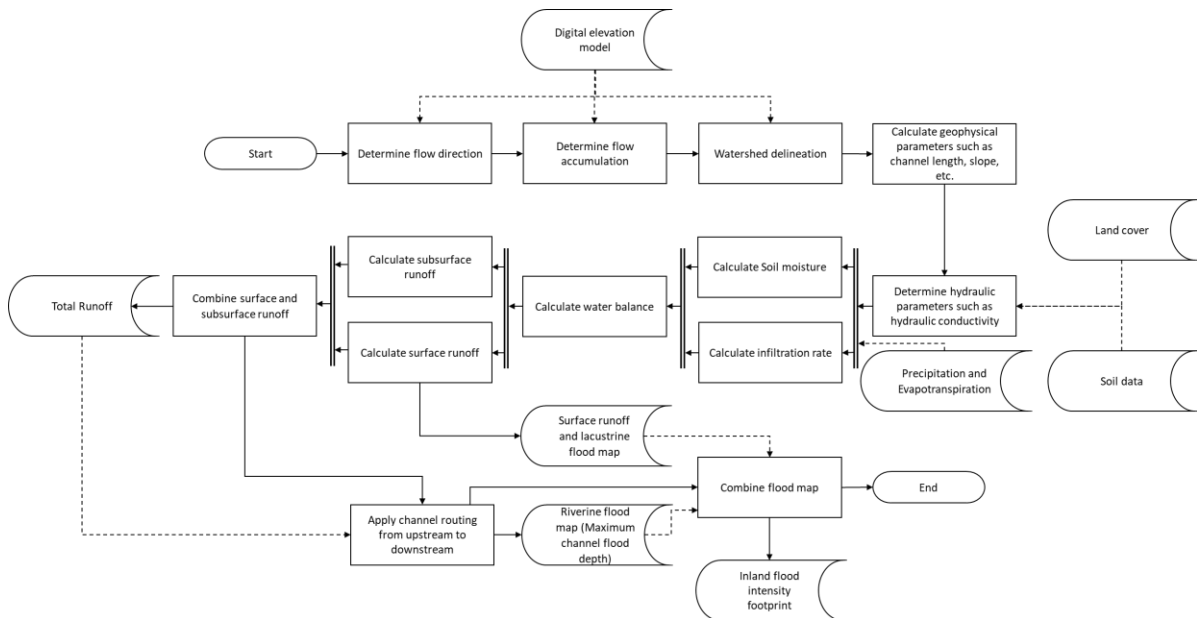 Digital elevation
model
Start
Determine flow direction
Determine flow
accumulation
Watershed delineation
Calculate geophysical
parameters such as
channel length, slope,
etc.
Land cover
Calculate subsurface
runoff
Calculate Soil moisture
Total Runoff
Combine surface and
subsurface runoff
Calculate water balance
Determine hydraulic
parameters such as
hydraulic conductivity
Calculate surface runoff
Calculate infiltration rate
Precipitation and
Evapotranspiration
Soil data
Surface runoff
and lacustrine
flood map
Combine flood map
End
Apply channel routing
from upstream to
downstream
Riverine flood
map (Maximum
channel flood
depth)
Inland flood
intensity
footprint